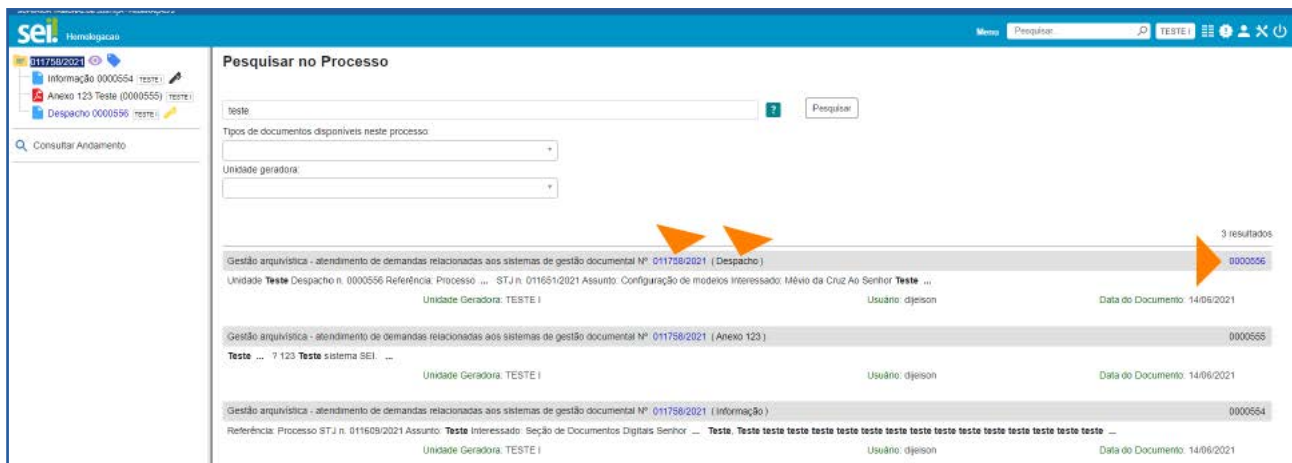 sei! Homologacao
Menu Pesquisar TESTE I
011758/2021
Informação 0000554 TESTE I
Anexo 123 Teste (0000555) TESTE I
Despacho 0000556 TESTE I
Consultar Andamento
Pesquisar no Processo
teste ? Pesquisar
Tipos de documentos disponíveis neste processo:
Unidade geradora:
3 resultados
Gestão arquivística - atendimento de demandas relacionadas aos sistemas de gestão documental Nº 011758/2021 ( Despacho ) 0000556
Unidade Teste Despacho n. 0000556 Referência: Processo ... STJ n. 011651/2021 Assunto: Configuração de modelos Interessado: Mévio da Cruz Ao Senhor Teste ...
Unidade Geradora: TESTE I Usuário: dijeison Data do Documento: 14/06/2021
Gestão arquivística - atendimento de demandas relacionadas aos sistemas de gestão documental Nº 011758/2021 ( Anexo 123 ) 0000555
Teste ... ? 123 Teste sistema SEI. ...
Unidade Geradora: TESTE I Usuário: dijeison Data do Documento: 14/06/2021
Gestão arquivística - atendimento de demandas relacionadas aos sistemas de gestão documental Nº 011758/2021 ( Informação ) 0000554
Referência: Processo STJ n. 011609/2021 Assunto: Teste Interessado: Seção de Documentos Digitais Senhor ... Teste, Teste teste teste teste teste teste teste teste teste teste teste teste teste teste teste teste ...
Unidade Geradora: TESTE I Usuário: dijeison Data do Documento: 14/06/2021